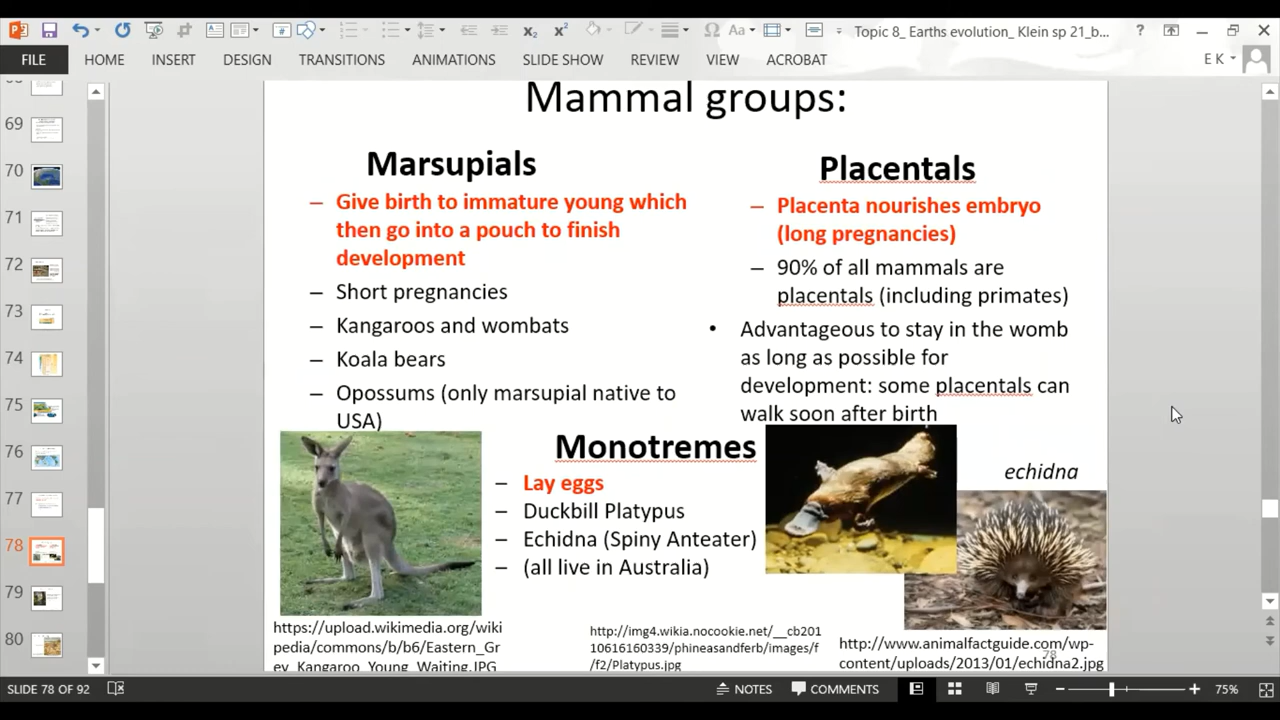 Topic 8_ Earths evolution_ Klein sp 21_b...
FILE
HOME
INSERT
DESIGN
TRANSITIONS
ANIMATIONS
SLIDE SHOW
REVIEW
VIEW
ACROBAT
E K
69
70
71
72
73
74
75
76
77
78
79
80
Mammal groups:
Marsupials
– Give birth to immature young which
then go into a pouch to finish
development
– Short pregnancies
– Kangaroos and wombats
– Koala bears
– Opossums (only marsupial native to
USA)
Placentals
– Placenta nourishes embryo
(long pregnancies)
– 90% of all mammals are
placentals (including primates)
• Advantageous to stay in the womb
as long as possible for
development: some placentals can
walk soon after birth
Monotremes
– Lay eggs
– Duckbill Platypus
– Echidna (Spiny Anteater)
– (all live in Australia)
echidna
https://upload.wikimedia.org/wiki
pedia/commons/b/b6/Eastern_Gr
ey_Kangaroo_Young_Waiting.JPG
http://img4.wikia.nocookie.net/__cb201
10616160339/phineasandferb/images/f
/f2/Platypus.jpg
http://www.animalfactguide.com/wp-
content/uploads/2013/01/echidna2.jpg
78
SLIDE 78 OF 92
NOTES
COMMENTS
75%